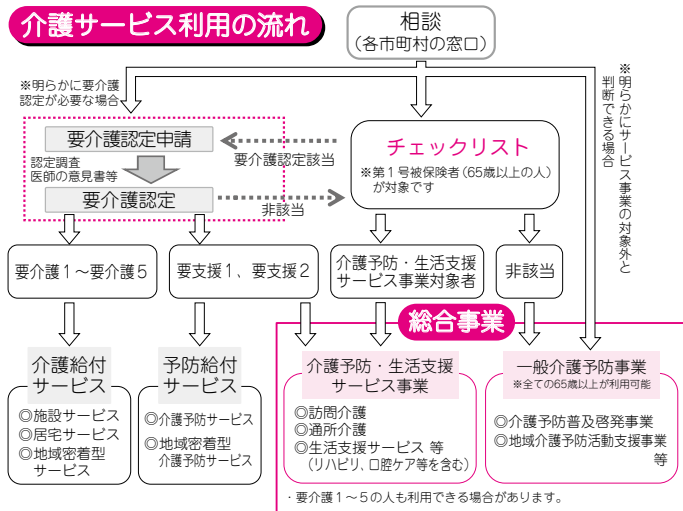 介護サービス利用の流れ
相談
（各市町村の窓口）
※明らかに要介護
認定が必要な場合
※明らかにサービス事業の対象外と
判断できる場合
要介護認定申請
認定調査
医師の意見書等
要介護認定
要介護認定該当
非該当
チェックリスト
※第１号被保険者（65歳以上の人）
が対象です
要介護１～要介護５
要支援１、要支援２
介護予防・生活支援
サービス事業対象者
非該当
総合事業
介護給付
サービス
◎施設サービス
◎居宅サービス
◎地域密着型
サービス
予防給付
サービス
◎介護予防サービス
◎地域密着型
介護予防サービス
介護予防・生活支援
サービス事業
◎訪問介護
◎通所介護
◎生活支援サービス 等
（リハビリ、口腔ケア等を含む）
一般介護予防事業
※全ての65歳以上が利用可能
◎介護予防普及啓発事業
◎地域介護予防活動支援事業
等
・要介護１～５の人も利用できる場合があります。